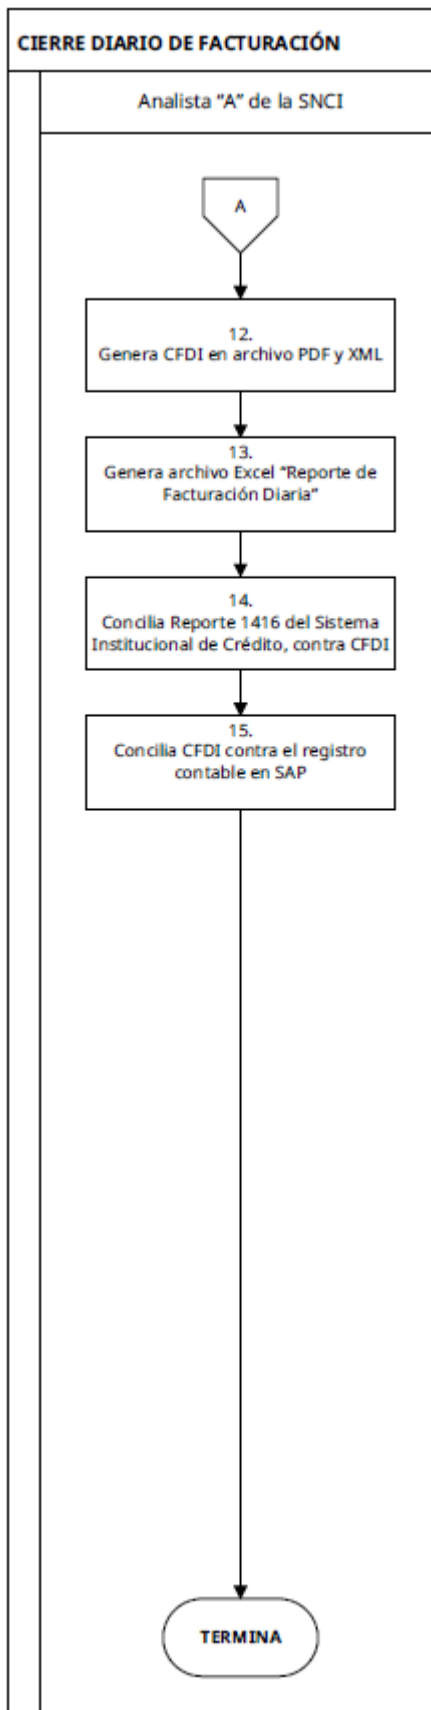 CIERRE DIARIO DE FACTURACIÓN
Analista “A” de la SNCI
A
12.
Genera CFDI en archivo PDF y XML
13.
Genera archivo Excel “Reporte de
Facturación Diaria”
14.
Concilia Reporte 1416 del Sistema
Institucional de Crédito, contra CFDI
15.
Concilia CFDI contra el registro
contable en SAP
TERMINA